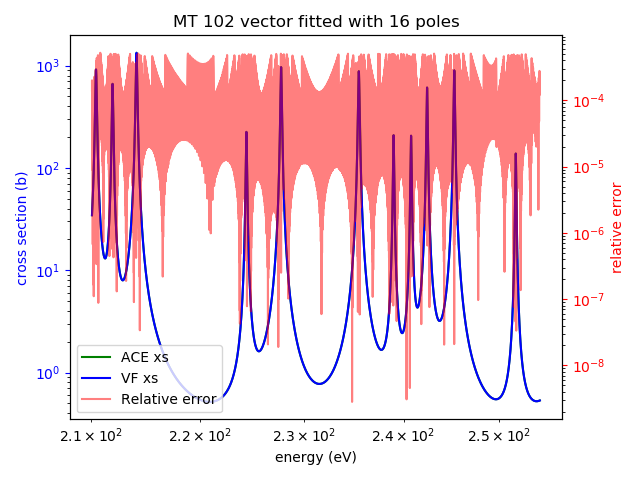 MT 102 vector fitted with 16 poles
10³
10²
10¹
10⁰
cross section (b)
10⁻⁴
10⁻⁵
10⁻⁶
10⁻⁷
10⁻⁸
relative error
ACE xs
VF xs
Relative error
2.1 × 10² 2.2 × 10² 2.3 × 10² 2.4 × 10² 2.5 × 10²
energy (eV)